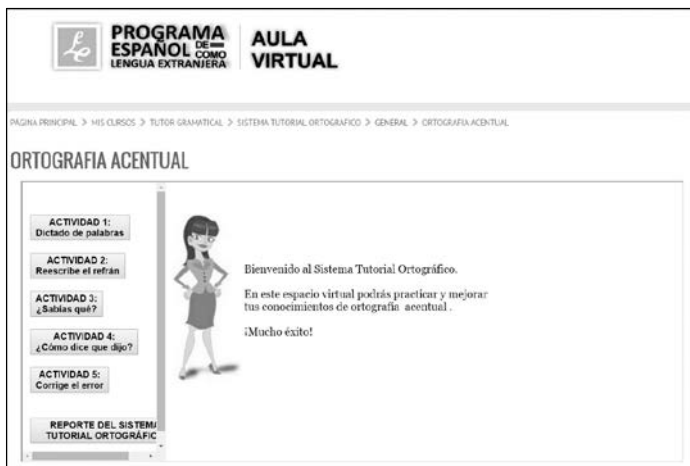 PROGRAMA
ESPAÑOL DE COMO
LENGUA EXTRANJERA
AULA
VIRTUAL
PÁGINA PRINCIPAL > MIS CURSOS > TUTOR GRAMATICAL > SISTEMA TUTORIAL ORTOGRAFICO > GENERAL > ORTOGRAFIA ACENTUAL
ORTOGRAFIA ACENTUAL
ACTIVIDAD 1:
Dictado de palabras
ACTIVIDAD 2:
Reescribe el refrán
ACTIVIDAD 3:
¿Sabías qué?
ACTIVIDAD 4:
¿Cómo dice que dijo?
ACTIVIDAD 5:
Corrige el error
REPORTE DEL SISTEMA
TUTORIAL ORTOGRÁFIC
Bienvenido al Sistema Tutorial Ortográfico.
En este espacio virtual podrás practicar y mejorar
tus conocimientos de ortografía acentual .
¡Mucho éxito!